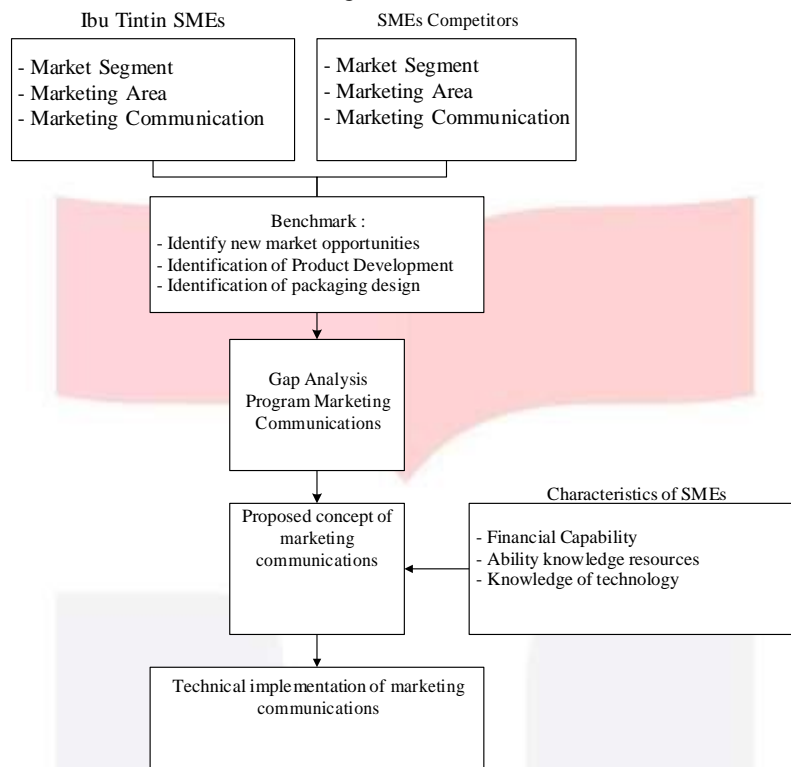 Ibu Tintin SMEs
SMEs Competitors
- Market Segment
- Marketing Area
- Marketing Communication
- Market Segment
- Marketing Area
- Marketing Communication
Benchmark :
- Identify new market opportunities
- Identification of Product Development
- Identification of packaging design
Gap Analysis
Program Marketing
Communications
Proposed concept of
marketing
communications
Characteristics of SMEs
- Financial Capability
- Ability knowledge resources
- Knowledge of technology
Technical implementation of marketing
communications